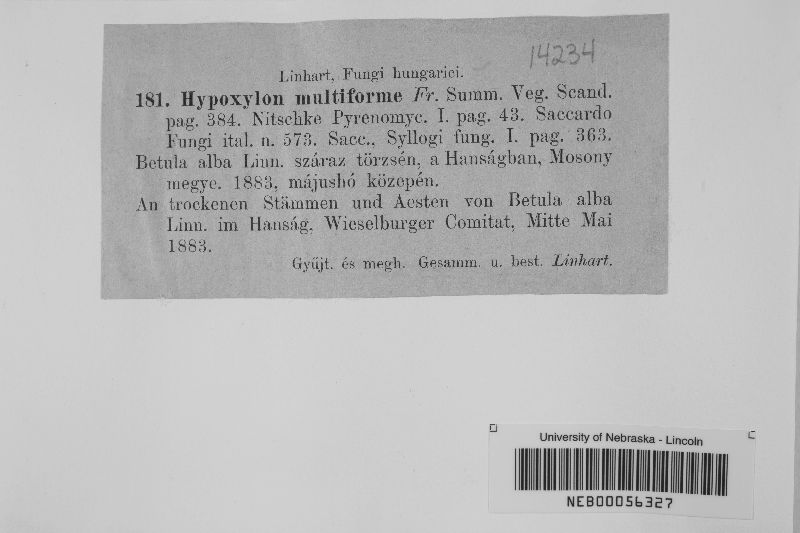 14234
Linhart, Fungi hungarici.
181. Hypoxylon multiforme Fr. Summ. Veg. Scand.
pag. 384. Nitschke Pyrenomyc. I. pag. 43. Saccardo
Fungi ital. n. 573. Sacc., Syllogi fung. I. pag. 363.
Betula alba Linn. száraz törzsén, a Hanságban, Mosony
megye. 1883, májushó közepén.
An trockenen Stämmen und Aesten von Betula alba
Linn. im Hanság, Wieselburger Comitat, Mitte Mai
1883.
Gyűjt. és megh. Gesamm. u. best. Linhart.
University of Nebraska - Lincoln
NEB00056327